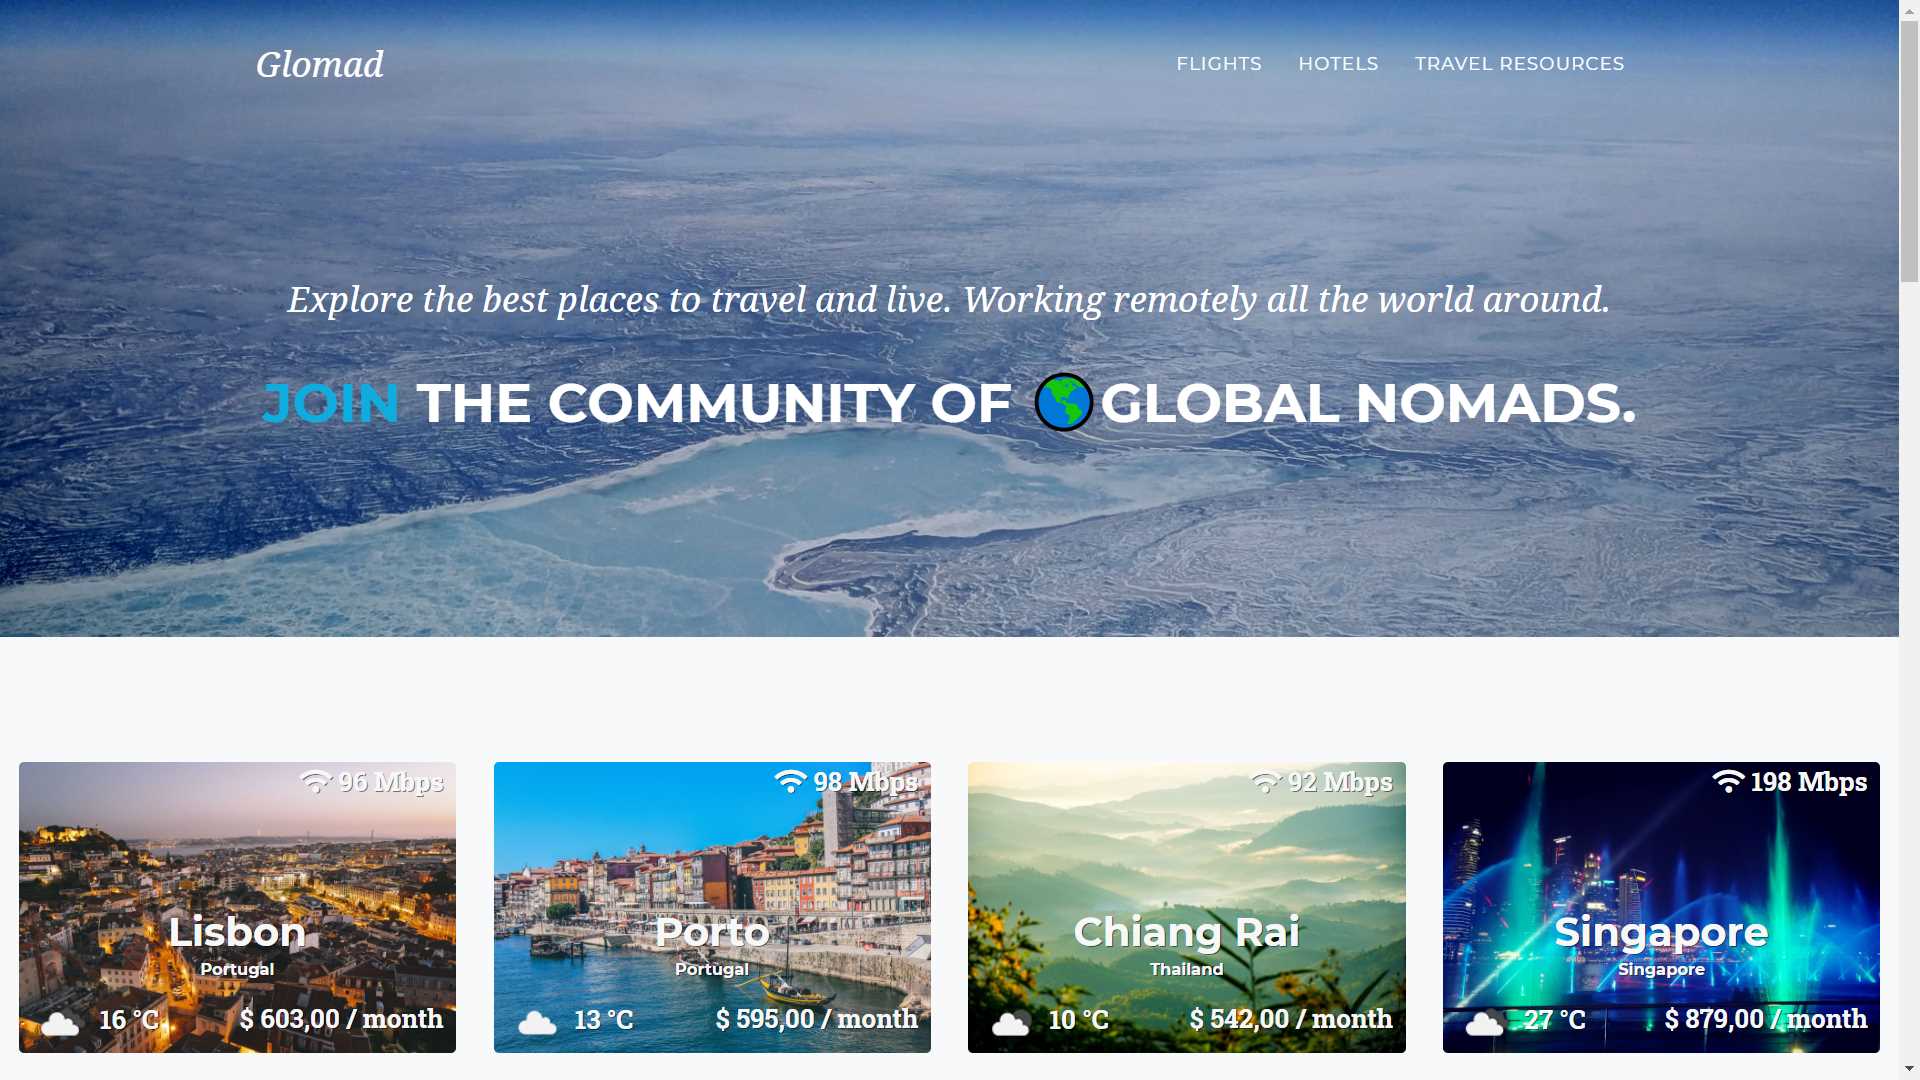 Glomad
FLIGHTS HOTELS TRAVEL RESOURCES
Explore the best places to travel and live. Working remotely all the world around.
JOIN THE COMMUNITY OF GLOBAL NOMADS.
96 Mbps
Lisbon
Portugal
16 °C
$ 603,00 / month
98 Mbps
Porto
Portugal
13 °C
$ 595,00 / month
92 Mbps
Chiang Rai
Thailand
10 °C
$ 542,00 / month
198 Mbps
Singapore
Singapore
27 °C
$ 879,00 / month